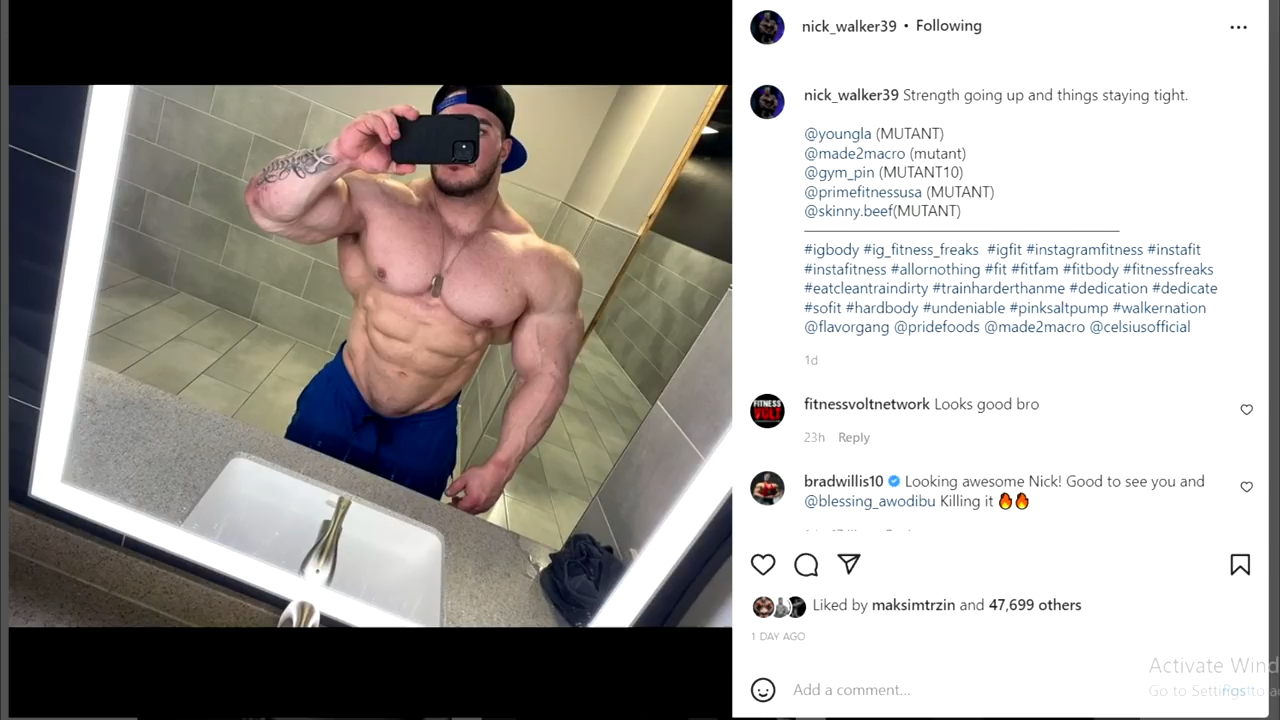 nick_walker39 • Following
nick_walker39 Strength going up and things staying tight.
@youngla (MUTANT)
@made2macro (mutant)
@gym_pin (MUTANT10)
@primefitnessusa (MUTANT)
@skinny.beef(MUTANT)
#igbody #ig_fitness_freaks #igfit #instagramfitness #instafit
#instafitness #allornothing #fit #fitfam #fitbody #fitnessfreaks
#eatcleantraindirty #trainharderthanme #dedication #dedicate
#sofit #hardbody #undeniable #pinksaltpump #walkernation
@flavorgang @pridefoods @made2macro @celsiusofficial
1d
FITNESS
VOLT
fitnessvoltnetwork Looks good bro
23h Reply
bradwillis10 Looking awesome Nick! Good to see you and
@blessing_awodibu Killing it 🔥🔥
Liked by maksimtrzin and 47,699 others
1 DAY AGO
Add a comment...
Activate Wind
Go to Settings to a